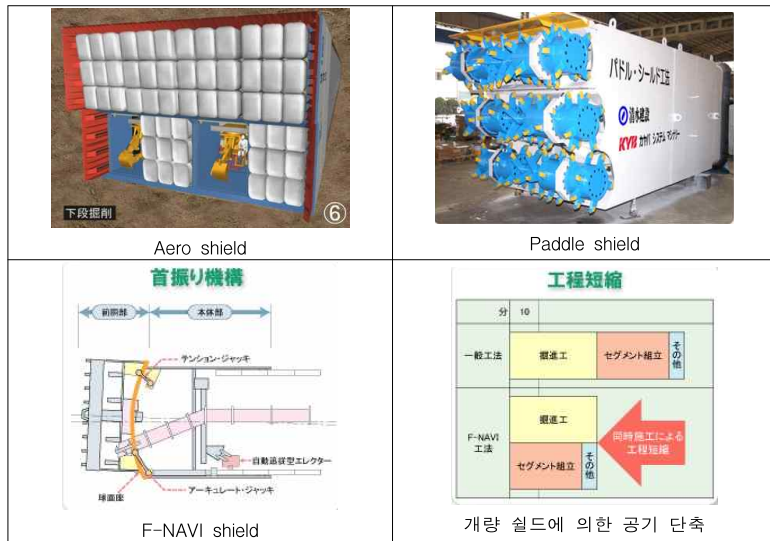 下段掘削
⑥
Aero shield
パドル・シールド工法
清水建設
KYB カヤバ システム マシナリー
Paddle shield
首振り機構
前胴部
本体部
テンション・ジャッキ
自動追従型エレクター
球面座
アーキュレート・ジャッキ
F-NAVI shield
工程短縮
分 10
一般工法
掘進工
セグメント組立
その他
F-NAVI
工法
掘進工
セグメント組立
その他
同時施工による
工程短縮
개량 쉴드에 의한 공기 단축